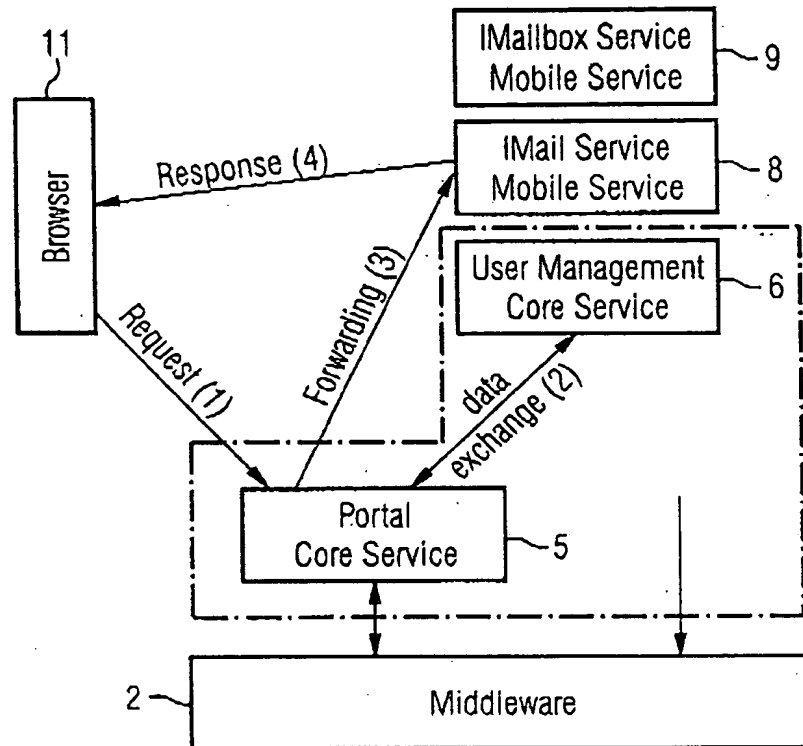 11
Browser
IMailbox Service
Mobile Service
9
IMail Service
Mobile Service
8
Response (4)
User Management
Core Service
6
Request (1)
Forwarding (3)
data
exchange (2)
Portal
Core Service
5
2
Middleware